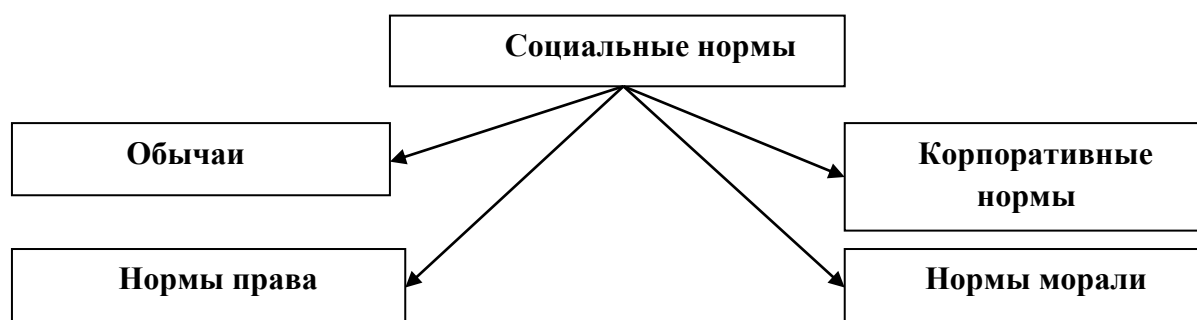 Социальные нормы
Обычаи
Корпоративные
нормы
Нормы права
Нормы морали